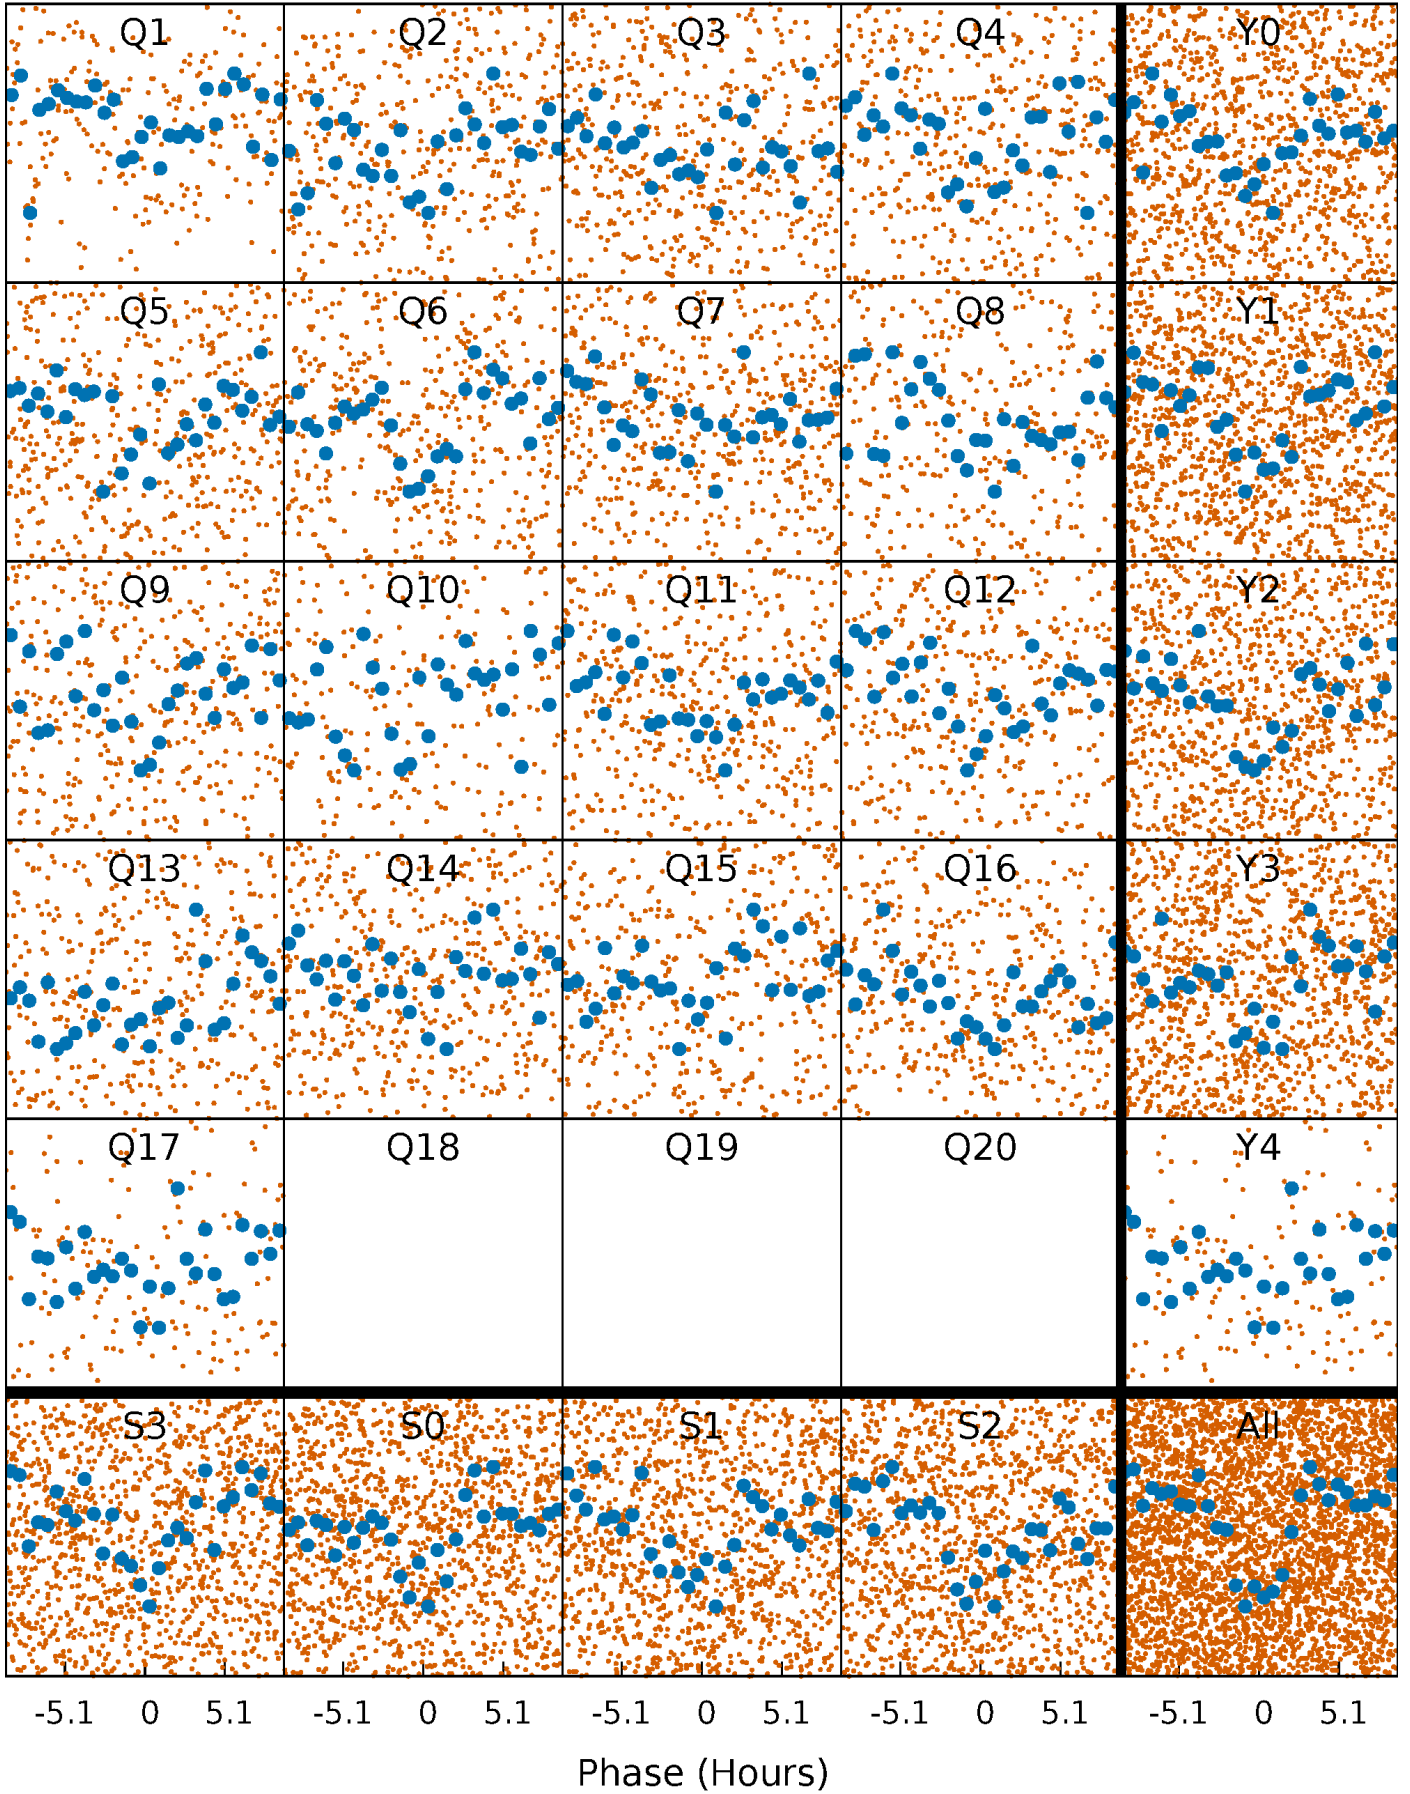 Q1 Q2 Q3 Q4 Y0
Q5 Q6 Q7 Q8 Y1
Q9 Q10 Q11 Q12 Y2
Q13 Q14 Q15 Q16 Y3
Q17 Q18 Q19 Q20 Y4
S3 S0 S1 S2 All
-5.1 0 5.1 -5.1 0 5.1 -5.1 0 5.1 -5.1 0 5.1 -5.1 0 5.1
Phase (Hours)